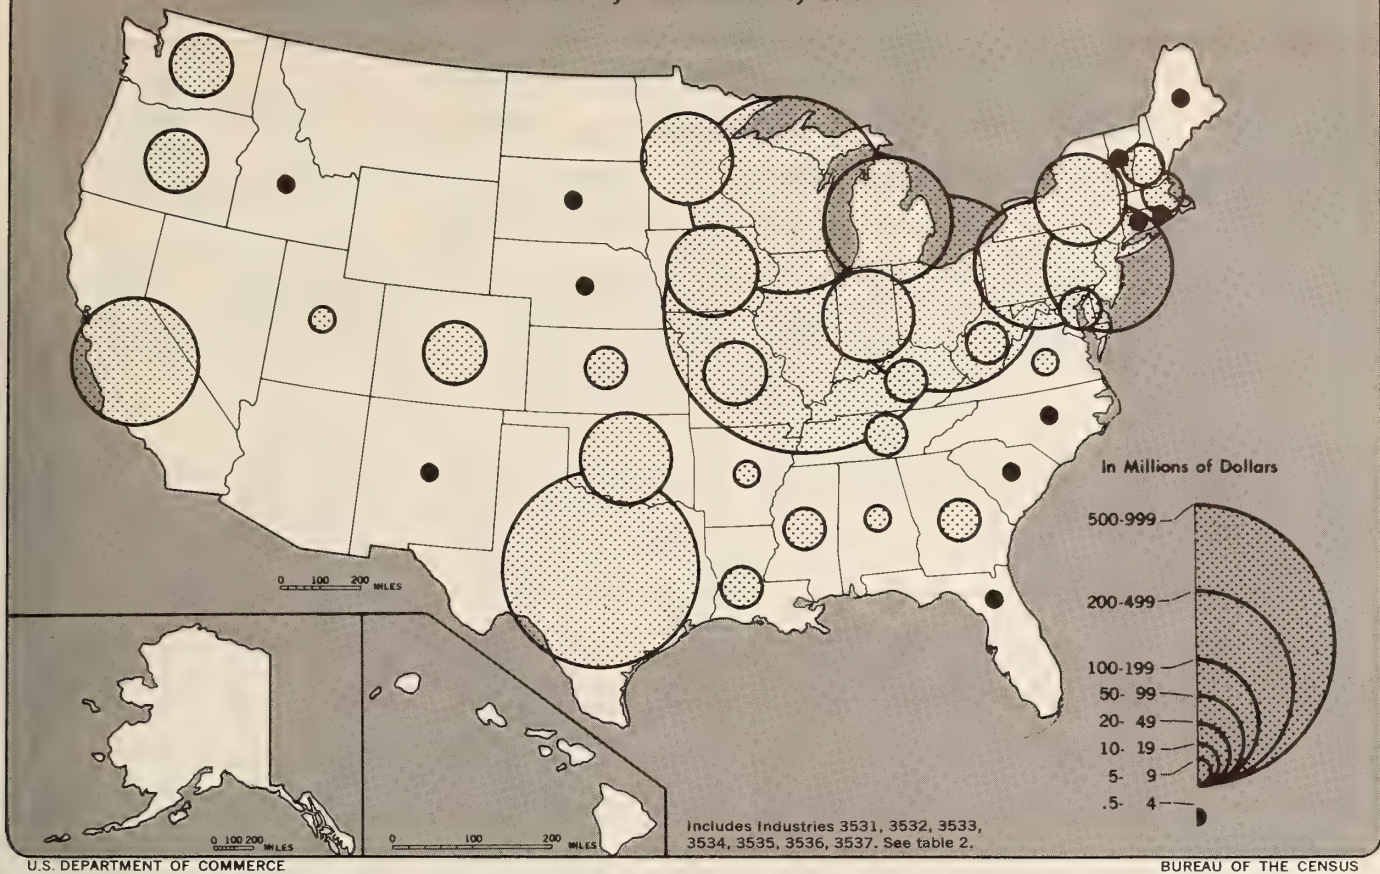 In Millions of Dollars
500-999
200-499
100-199
50- 99
20- 49
10- 19
5- 9
.5- 4
0 100 200 MILES
0 100 200 MILES
0 100 200 MILES
Includes Industries 3531, 3532, 3533,
3534, 3535, 3536, 3537. See table 2.
U.S. DEPARTMENT OF COMMERCE
BUREAU OF THE CENSUS